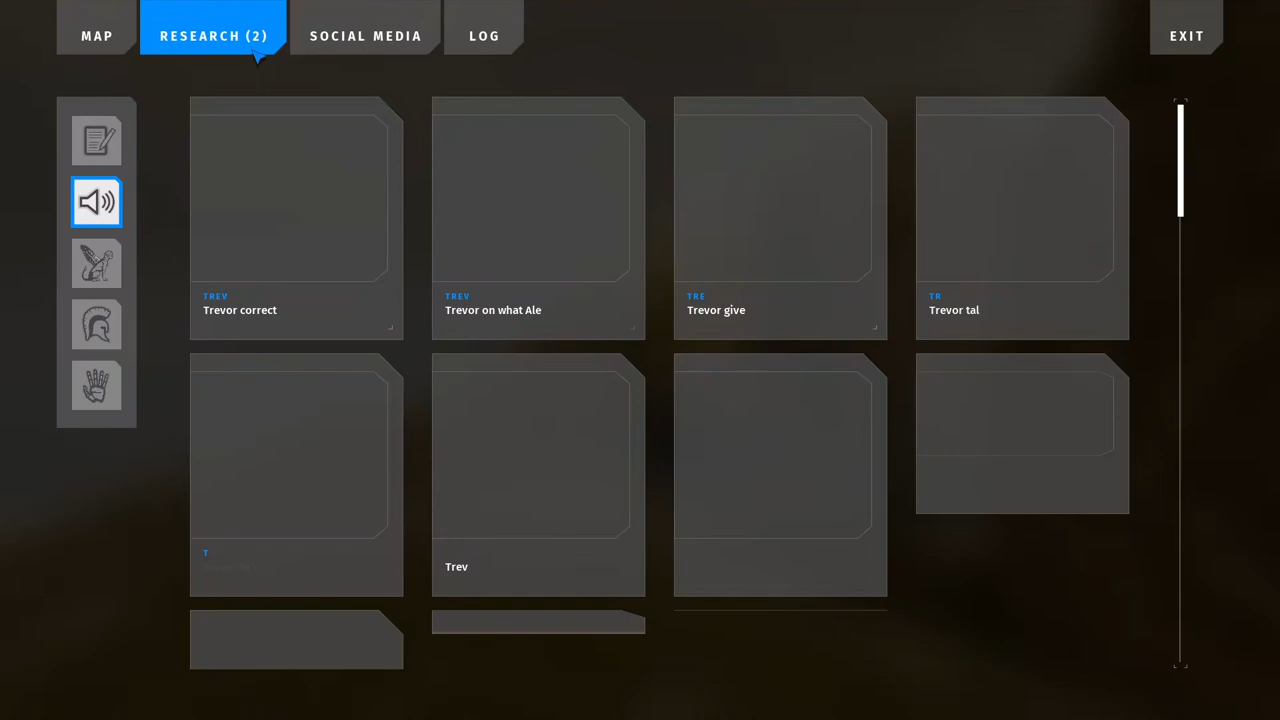 MAP
RESEARCH (2)
SOCIAL MEDIA
LOG
EXIT
TREV
Trevor correct
TREV
Trevor on what Ale
TRE
Trevor give
TR
Trevor tal
T
Trev